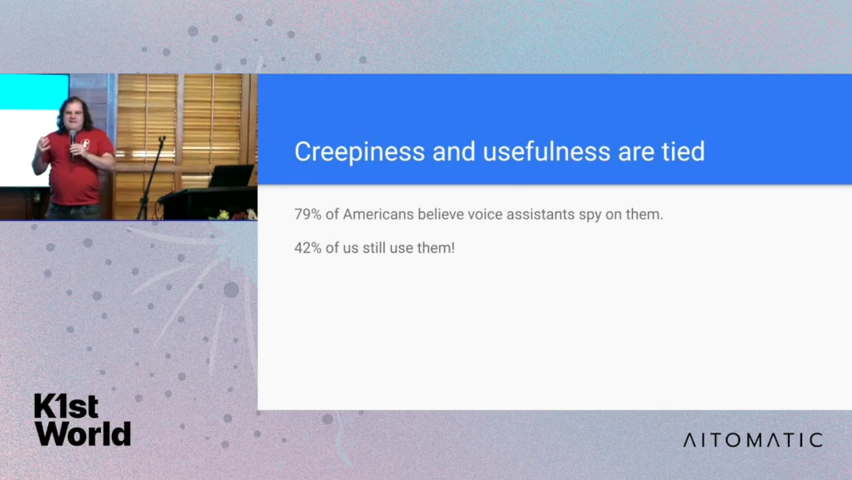 Creepiness and usefulness are tied
79% of Americans believe voice assistants spy on them.
42% of us still use them!
K1st
World
AITOMATIC